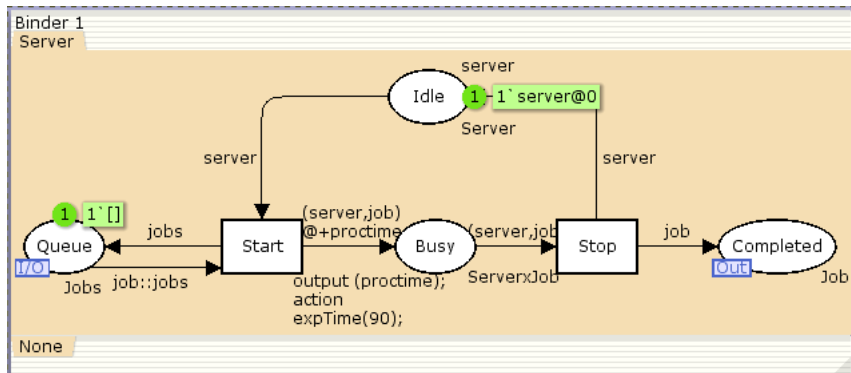 Binder 1
Server
server
Idle
1
1`server@0
Server
server
server
1
1`[]
(server,job)
@+proctime
(server,job
Queue
jobs
Start
Busy
Stop
job
Completed
I/O
Jobs
job::jobs
output (proctime);
action
expTime(90);
ServerxJob
Out
Job
None